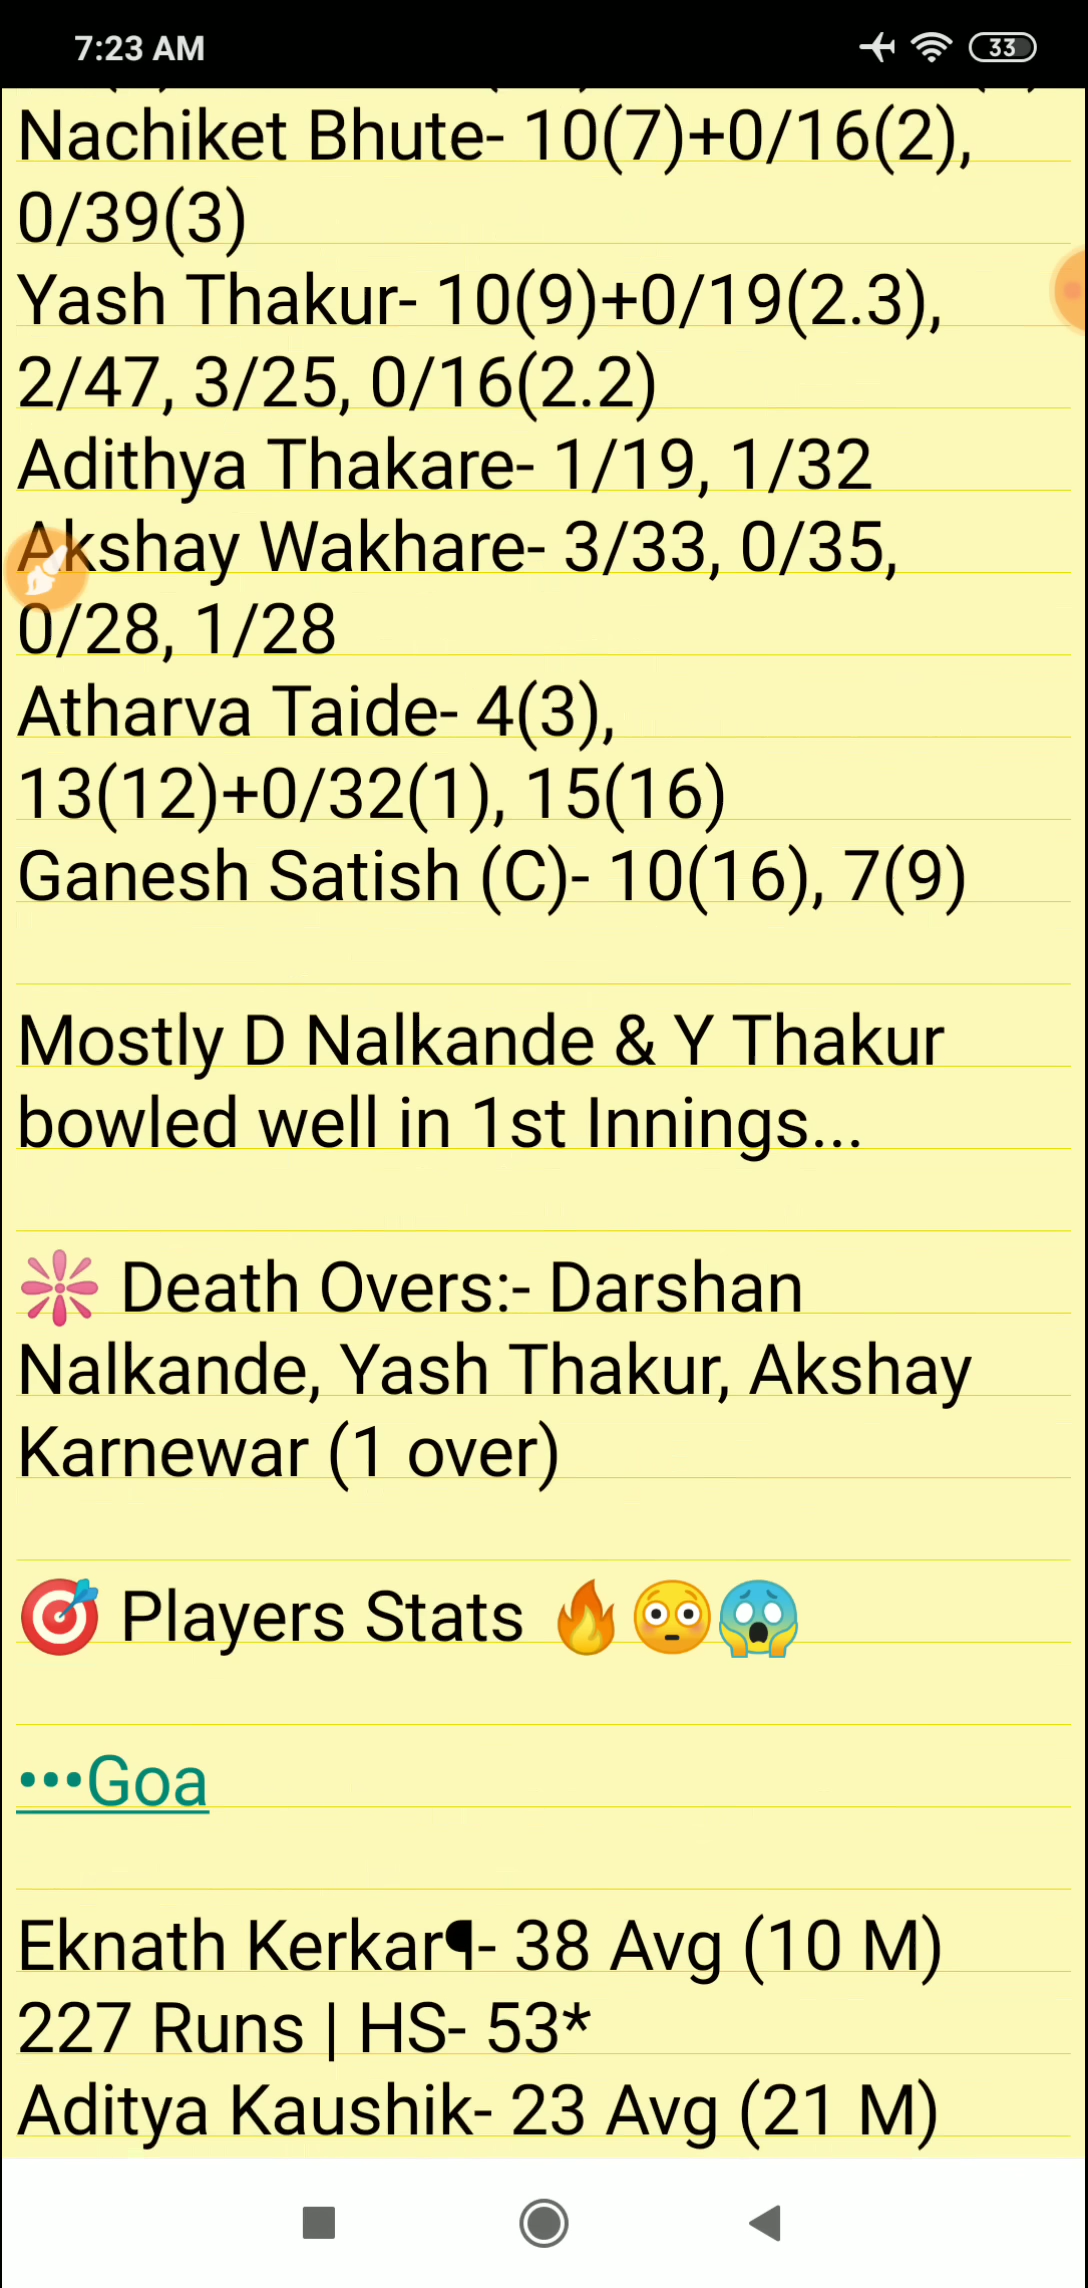 7:23 AM
33
Nachiket Bhute- 10(7)+0/16(2),
0/39(3)
Yash Thakur- 10(9)+0/19(2.3),
2/47, 3/25, 0/16(2.2)
Adithya Thakare- 1/19, 1/32
Akshay Wakhare- 3/33, 0/35,
0/28, 1/28
Atharva Taide- 4(3),
13(12)+0/32(1), 15(16)
Ganesh Satish (C)- 10(16), 7(9)
Mostly D Nalkande & Y Thakur
bowled well in 1st Innings...
❇ Death Overs:- Darshan
Nalkande, Yash Thakur, Akshay
Karnewar (1 over)
🎯 Players Stats 🔥😳😱
•••Goa
Eknath Kerkar¶- 38 Avg (10 M)
227 Runs | HS- 53*
Aditya Kaushik- 23 Avg (21 M)